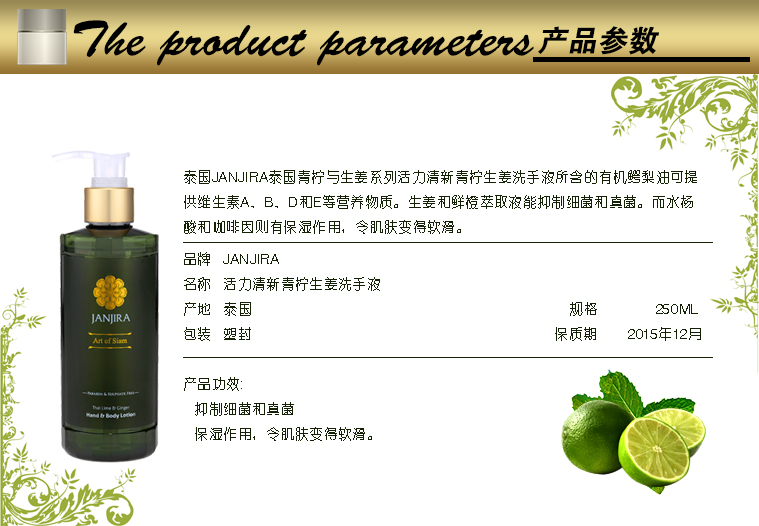 The product parameters 产品参数
泰国JANJIRA泰国青柠与生姜系列活力清新青柠生姜洗手液所含的有机鳄梨油可提
供维生素A、B、D和E等营养物质。生姜和鲜橙萃取液能抑制细菌和真菌。而水杨
酸和咖啡因则有保湿作用，令肌肤变得软滑。
品牌 JANJIRA
名称 活力清新青柠生姜洗手液
产地 泰国 规格 250ML
包装 塑封 保质期 2015年12月
产品功效:
抑制细菌和真菌
保湿作用，令肌肤变得软滑。
JANJIRA
Art of Siam
PARABEN & SULPHATE FREE
Thai Lime & Ginger
Hand & Body Lotion